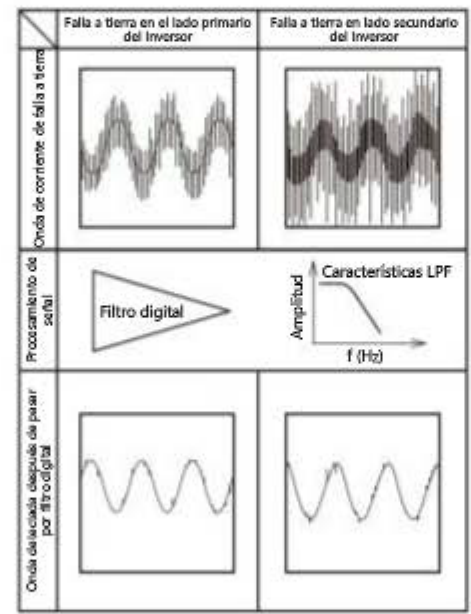 Falla a tierra en el lado primario
del inversor
Falla a tierra en lado secundario
del inversor
Onda de corriente de falla a tierra
Procesamiento de
señal
Filtro digital
Amplitud
Características LPF
f (Hz)
Onda detectada después de pasar
por filtro digital